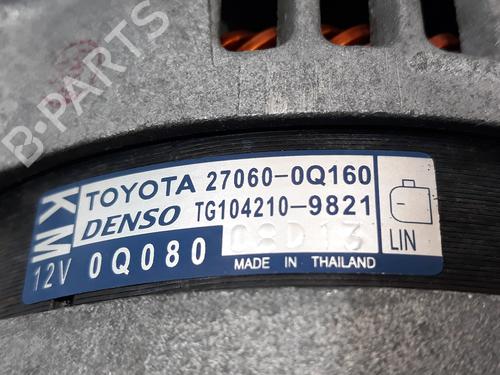 B-PARTS
KM TOYOTA 27060-0Q160
DENSO TG104210-9821
12V 0Q080 08D13 LIN
MADE IN THAILAND